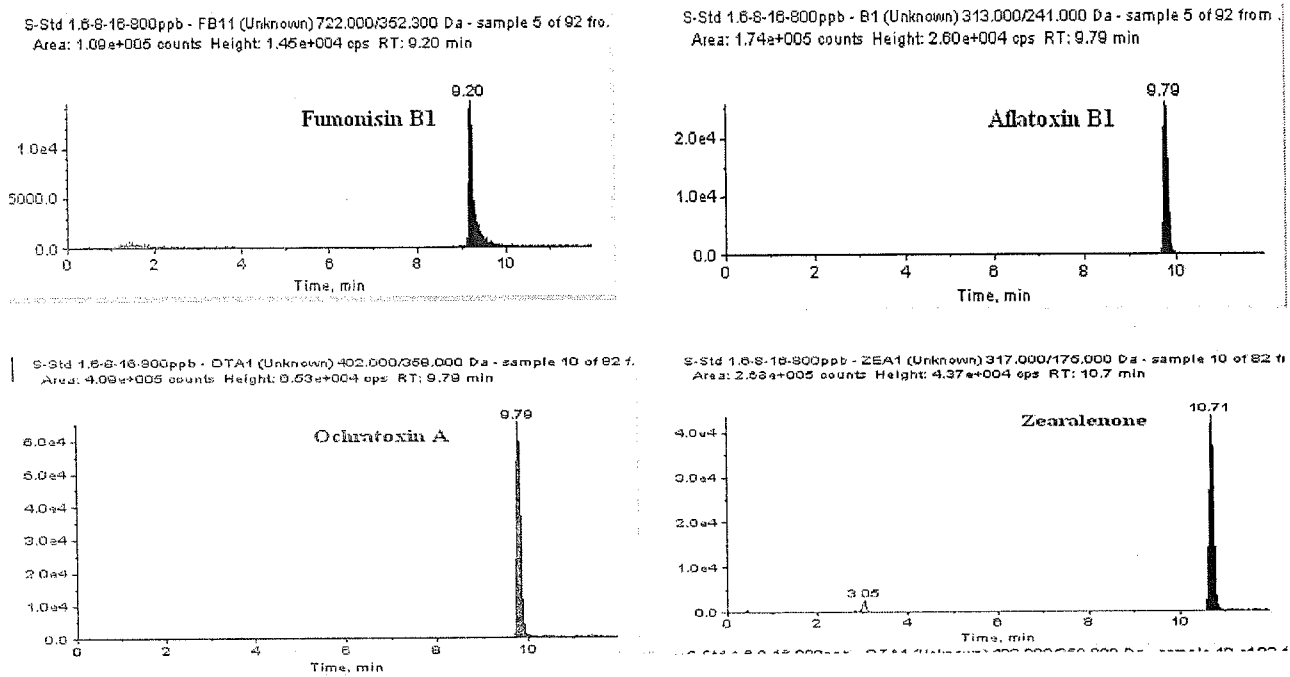 S-Std 1.6-8-16-800ppb - FB11 (Unknown) 722.000/352.300 Da - sample 5 of 92 fro.
Area: 1.09e+005 counts Height: 1.45e+004 cps RT: 9.20 min
9.20
Fumonisin B1
1.0e4
5000.0
0.0
0 2 4 6 8 10
Time, min
S-Std 1.6-8-16-800ppb - B1 (Unknown) 313.000/241.000 Da - sample 5 of 92 from .
Area: 1.74e+005 counts Height: 2.60e+004 cps RT: 9.79 min
9.79
Aflatoxin B1
2.0e4
1.0e4
0.0
0 2 4 6 8 10
Time, min
S-Std 1.6-8-16-800ppb - OTA1 (Unknown) 402.000/358.000 Da - sample 10 of 82 f.
Area: 4.09e+005 counts Height: 6.53e+004 cps RT: 9.79 min
9.79
Ochratoxin A
6.0e4
5.0e4
4.0e4
3.0e4
2.0e4
1.0e4
0.0
0 2 4 6 8 10
Time, min
S-Std 1.6-8-16-800ppb - ZEA1 (Unknown) 317.000/175.000 Da - sample 10 of 82 fr
Area: counts Height: 4.37e+004 cps RT: 10.7 min
10.71
Zearalenone
4.0e4
3.0e4
2.0e4
1.0e4
0.0
3.05
0 2 4 6 8 10
Time, min